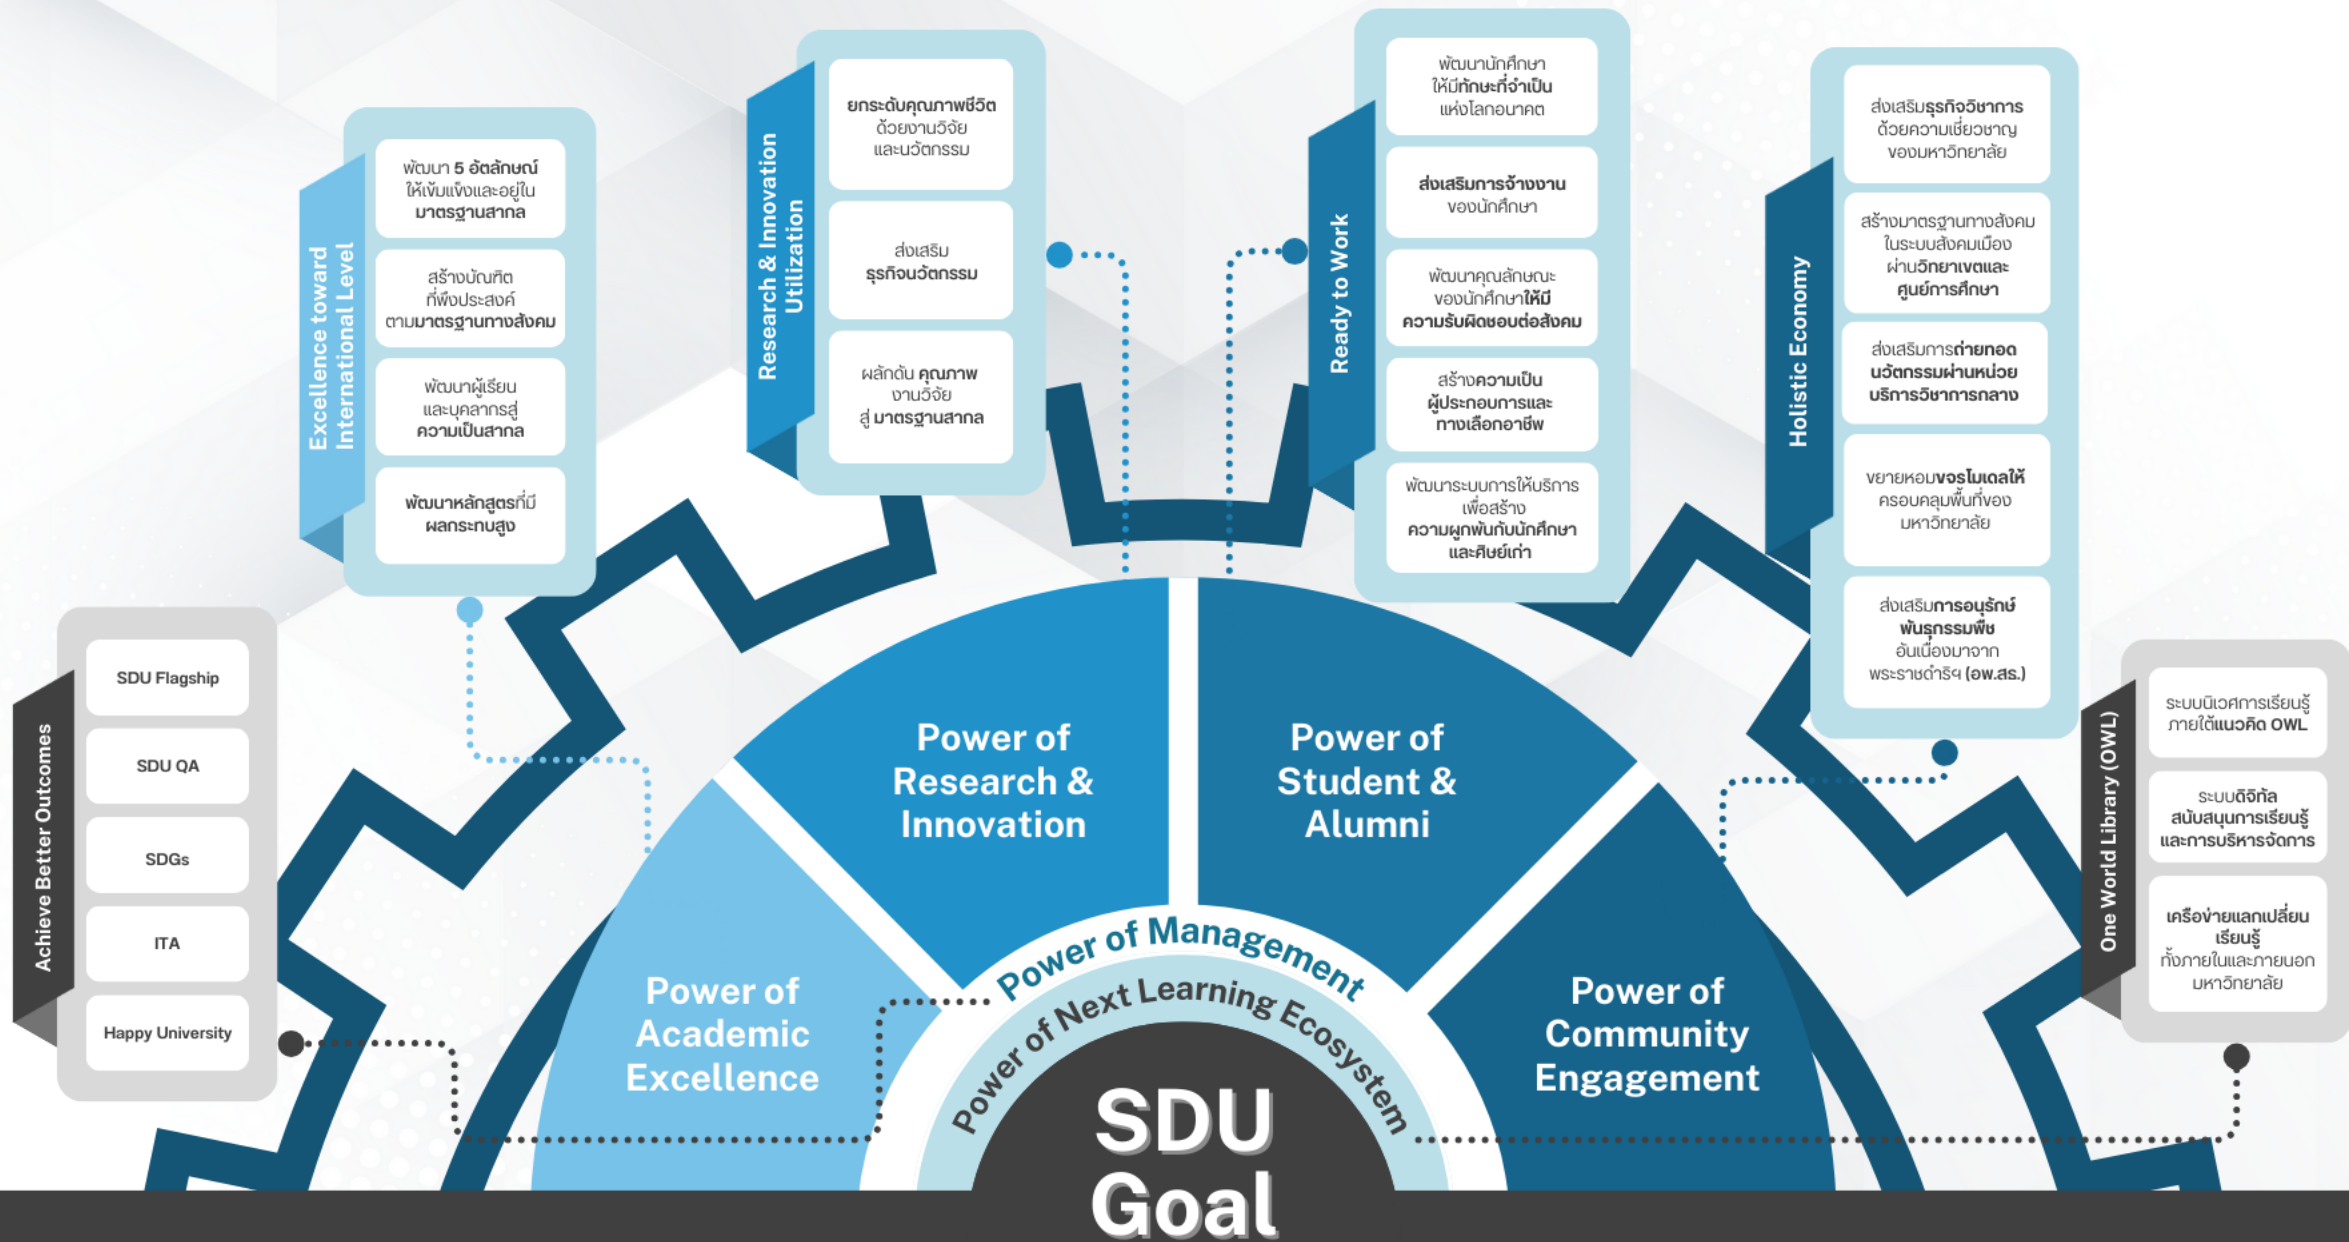 Achieve Better Outcomes
SDU Flagship
SDU QA
SDGs
ITA
Happy University
Excellence toward
International Level
พัฒนา 5 อัตลักษณ์
ให้เข้มแข็งและอยู่ใน
มาตรฐานสากล
สร้างบัณฑิต
ที่พึงประสงค์
ตามมาตรฐานทางสังคม
พัฒนาผู้เรียน
และบุคลากรสู่
ความเป็นสากล
พัฒนาหลักสูตรที่มี
ผลกระทบสูง
Research & Innovation
Utilization
ยกระดับคุณภาพชีวิต
ด้วยงานวิจัย
และนวัตกรรม
ส่งเสริม
ธุรกิจนวัตกรรม
ผลักดัน คุณภาพ
งานวิจัย
สู่ มาตรฐานสากล
Ready to Work
พัฒนานักศึกษา
ให้มีทักษะที่จำเป็น
แห่งโลกอนาคต
ส่งเสริมการจ้างงาน
ของนักศึกษา
พัฒนาคุณลักษณะ
ของนักศึกษาให้มี
ความรับผิดชอบต่อสังคม
สร้างความเป็น
ผู้ประกอบการและ
ทางเลือกอาชีพ
พัฒนาระบบการให้บริการ
เพื่อสร้าง
ความผูกพันกับนักศึกษา
และศิษย์เก่า
Holistic Economy
ส่งเสริมธุรกิจวิชาการ
ด้วยความเชี่ยวชาญ
ของมหาวิทยาลัย
สร้างมาตรฐานทางสังคม
ในระบบสังคมเมือง
ผ่านวิทยาเขตและ
ศูนย์การศึกษา
ส่งเสริมการถ่ายทอด
นวัตกรรมผ่านหน่วย
บริการวิชาการกลาง
ขยายหอมขจรโมเดลให้
ครอบคลุมพื้นที่ของ
มหาวิทยาลัย
ส่งเสริมการอนุรักษ์
พันธุกรรมพืช
อันเนื่องมาจาก
พระราชดำริฯ (อพ.สธ.)
One World Library (OWL)
ระบบนิเวศการเรียนรู้
ภายใต้แนวคิด OWL
ระบบดิจิทัล
สนับสนุนการเรียนรู้
และการบริหารจัดการ
เครือข่ายแลกเปลี่ยน
เรียนรู้
ทั้งภายในและภายนอก
มหาวิทยาลัย
Power of
Academic
Excellence
Power of
Research &
Innovation
Power of
Student &
Alumni
Power of
Community
Engagement
Power of Management
Power of Next Learning Ecosystem
SDU
Goal